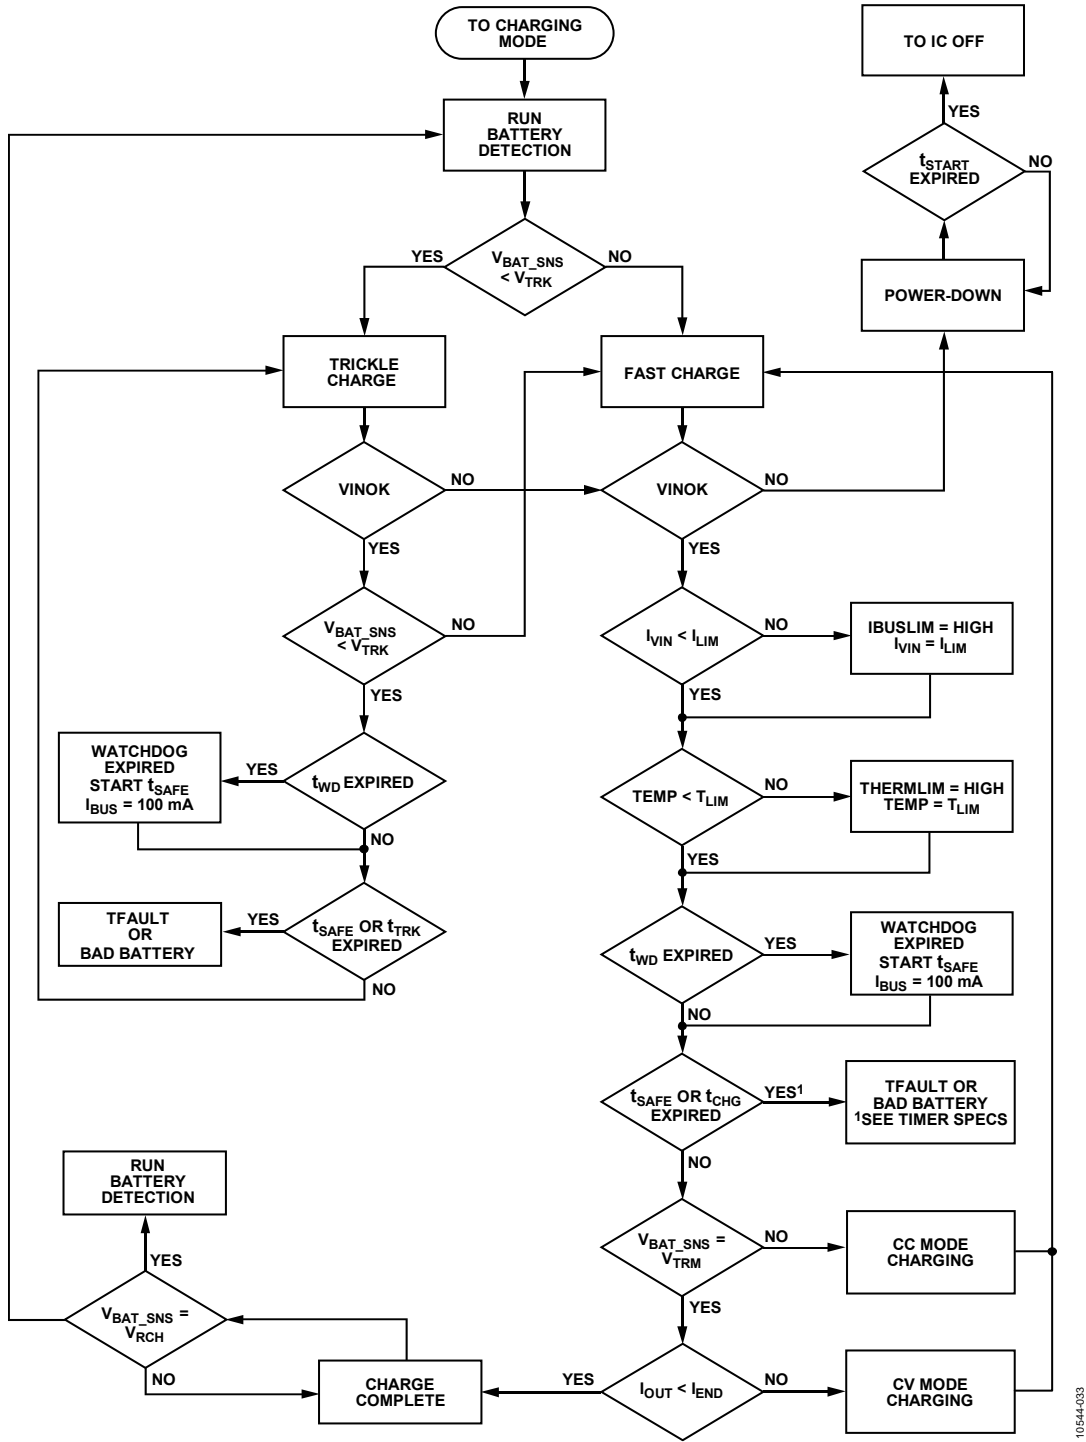 TO CHARGING
MODE
TO IC OFF
YES
RUN
BATTERY
DETECTION
tSTART
EXPIRED
NO
YES
VBAT_SNS
< VTRK
NO
POWER-DOWN
TRICKLE
CHARGE
FAST CHARGE
VINOK
NO
VINOK
NO
YES
YES
VBAT_SNS
< VTRK
NO
IVIN < ILIM
NO
IBUSLIM = HIGH
IVIN = ILIM
YES
YES
WATCHDOG
EXPIRED
START tSAFE
IBUS = 100 mA
YES
tWD EXPIRED
NO
TEMP < TLIM
NO
THERMLIM = HIGH
TEMP = TLIM
YES
TFAULT
OR
BAD BATTERY
YES
tSAFE OR tTRK
EXPIRED
NO
tWD EXPIRED
YES
WATCHDOG
EXPIRED
START tSAFE
IBUS = 100 mA
NO
tSAFE OR tCHG
EXPIRED
YES1
TFAULT OR
BAD BATTERY
1SEE TIMER SPECS
NO
RUN
BATTERY
DETECTION
YES
VBAT_SNS =
VTRM
NO
CC MODE
CHARGING
YES
VBAT_SNS =
VRCH
NO
CHARGE
COMPLETE
YES
IOUT < IEND
NO
CV MODE
CHARGING
10544-033